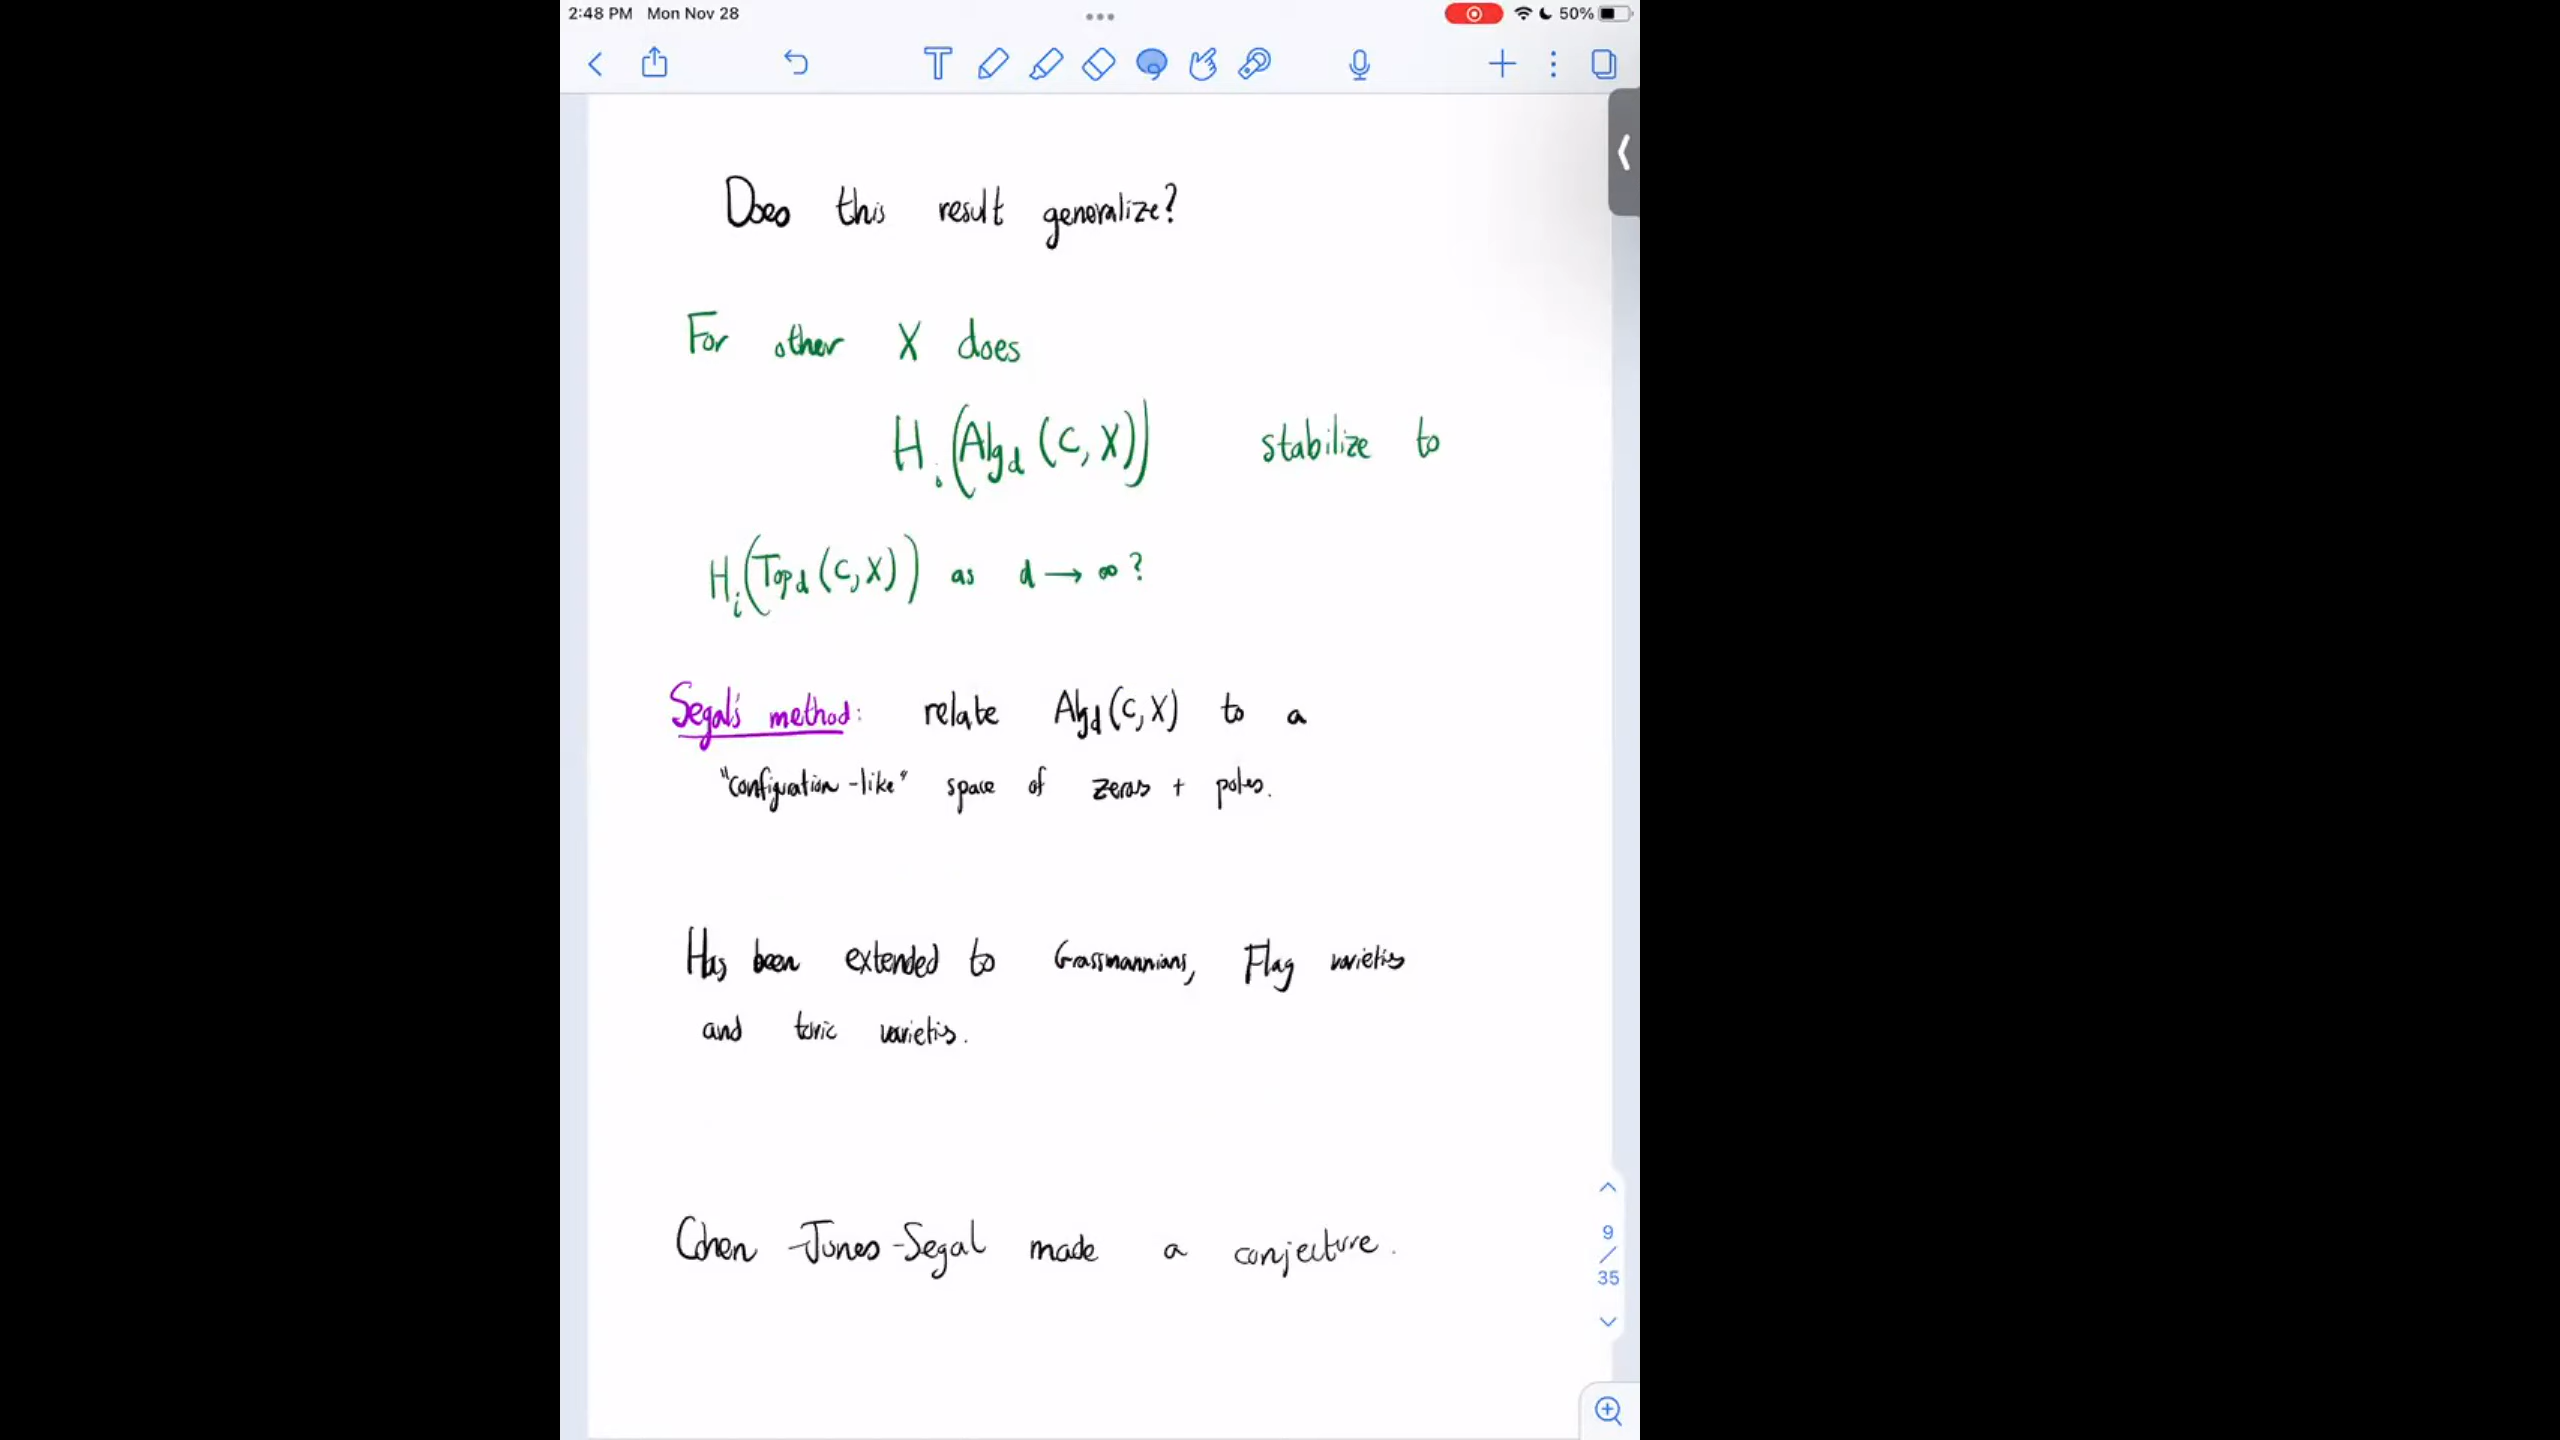 2:48 PM Mon Nov 28 50%
Does this result generalize?
For other X does
H_i(Alg_d(C, X)) stabilize to
H_i(Top_d(C, X)) as d → ∞?
Segal's method: relate Alg_d(C, X) to a
"configuration-like" space of zeros + poles.
Has been extended to Grassmannians, Flag varieties
and toric varieties.
Cohen-Jones-Segal made a conjecture.
9
/
35